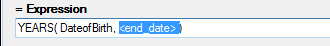 = Expression
YEARS( DateofBirth, <end_date>)